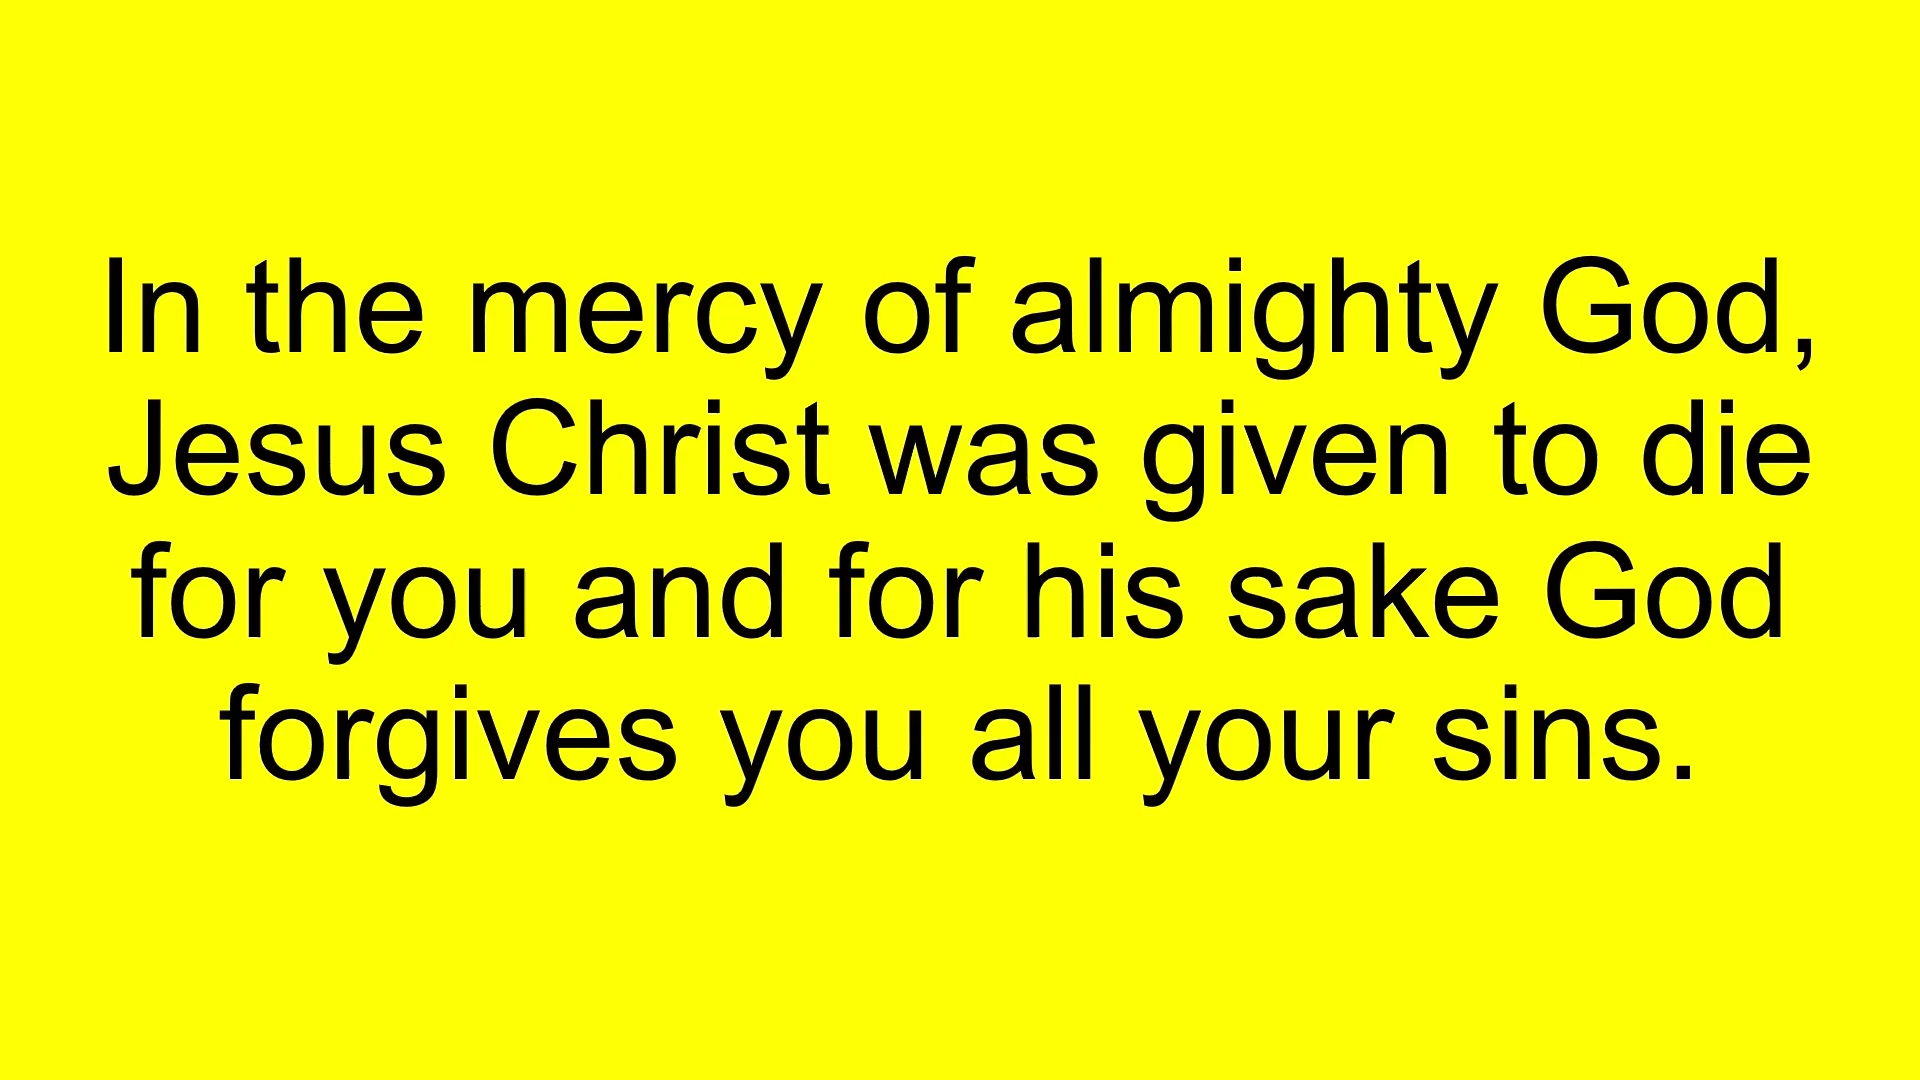 In the mercy of almighty God,
Jesus Christ was given to die
for you and for his sake God
forgives you all your sins.